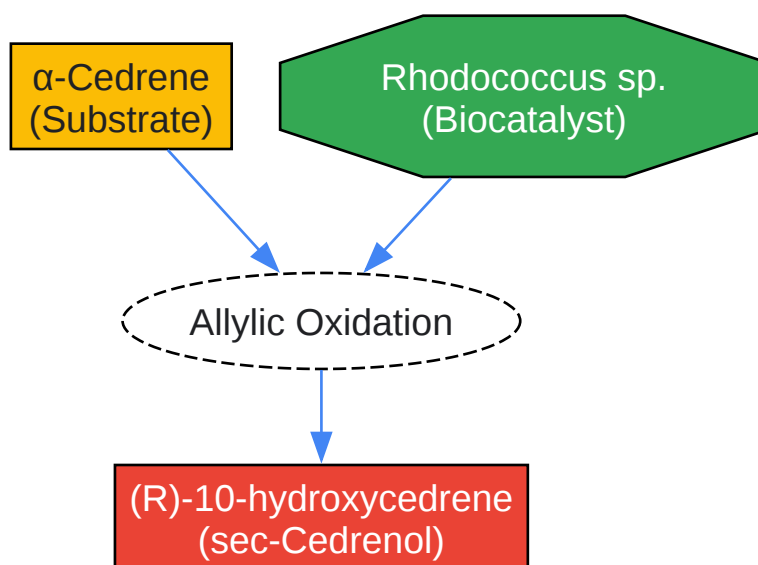 α-Cedrene
(Substrate)
Rhodococcus sp.
(Biocatalyst)
Allylic Oxidation
(R)-10-hydroxycedrene
(sec-Cedrenol)